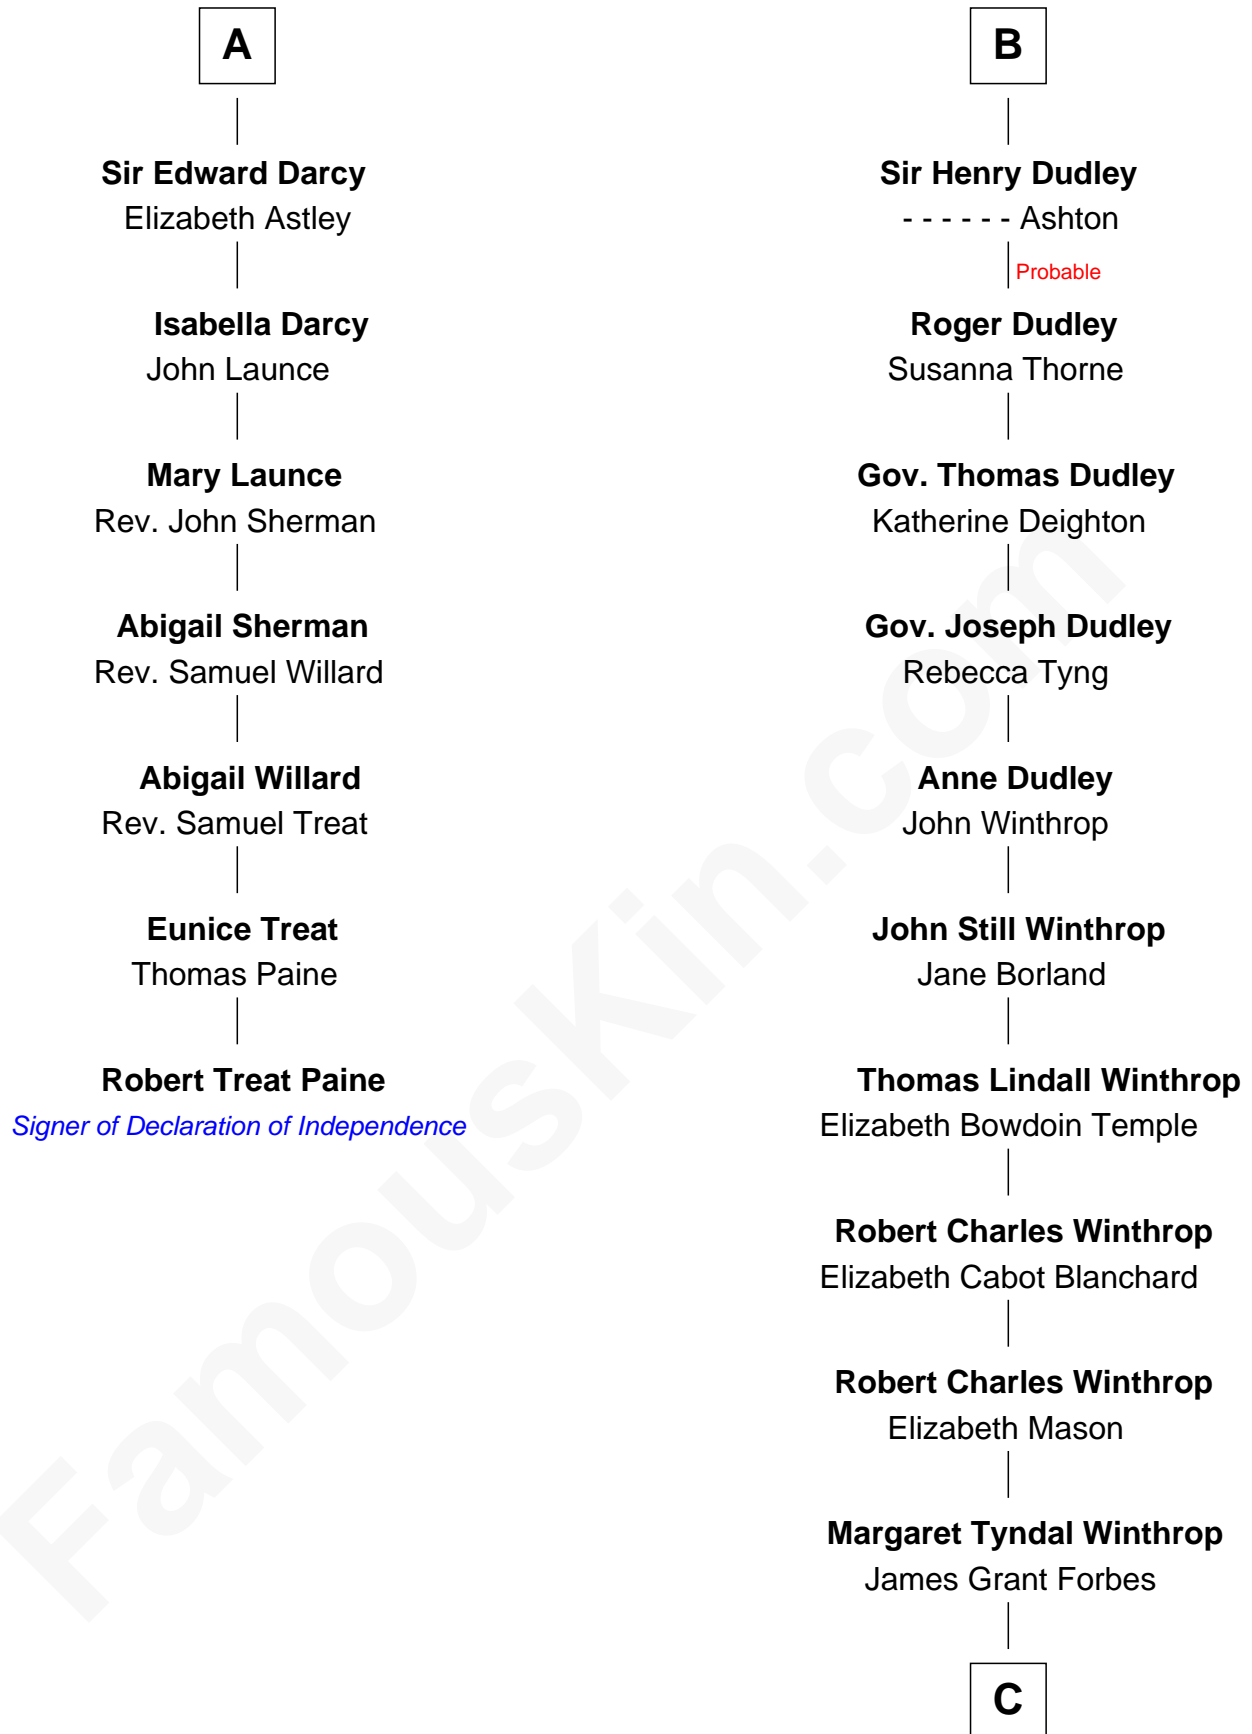 A
Sir Edward Darcy
Elizabeth Astley
Isabella Darcy
John Launce
Mary Launce
Rev. John Sherman
Abigail Sherman
Rev. Samuel Willard
Abigail Willard
Rev. Samuel Treat
Eunice Treat
Thomas Paine
Robert Treat Paine
Signer of Declaration of Independence
B
Sir Henry Dudley
- - - - - - Ashton
Probable
Roger Dudley
Susanna Thorne
Gov. Thomas Dudley
Katherine Deighton
Gov. Joseph Dudley
Rebecca Tyng
Anne Dudley
John Winthrop
John Still Winthrop
Jane Borland
Thomas Lindall Winthrop
Elizabeth Bowdoin Temple
Robert Charles Winthrop
Elizabeth Cabot Blanchard
Robert Charles Winthrop
Elizabeth Mason
Margaret Tyndal Winthrop
James Grant Forbes
C
FamousKin.com